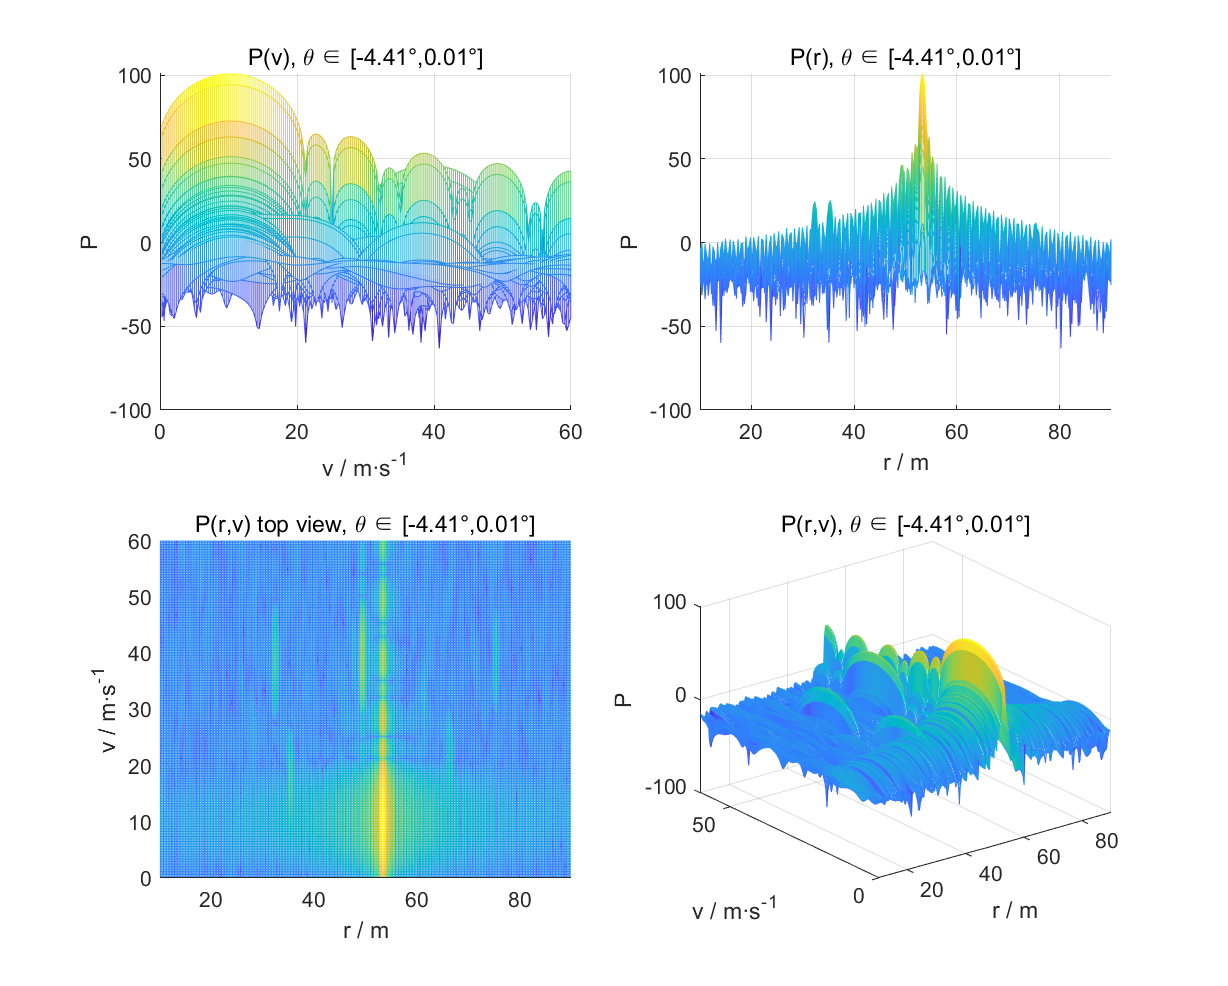 P(v), θ ∈ [-4.41°,0.01°]
100
50
0
-50
-100
P
0
20
40
60
v / m·s⁻¹
P(r), θ ∈ [-4.41°,0.01°]
100
50
0
-50
-100
P
20
40
60
80
r / m
P(r,v) top view, θ ∈ [-4.41°,0.01°]
60
50
40
30
20
10
0
v / m·s⁻¹
20
40
60
80
r / m
P(r,v), θ ∈ [-4.41°,0.01°]
100
0
-100
P
50
0
v / m·s⁻¹
20
40
60
80
r / m